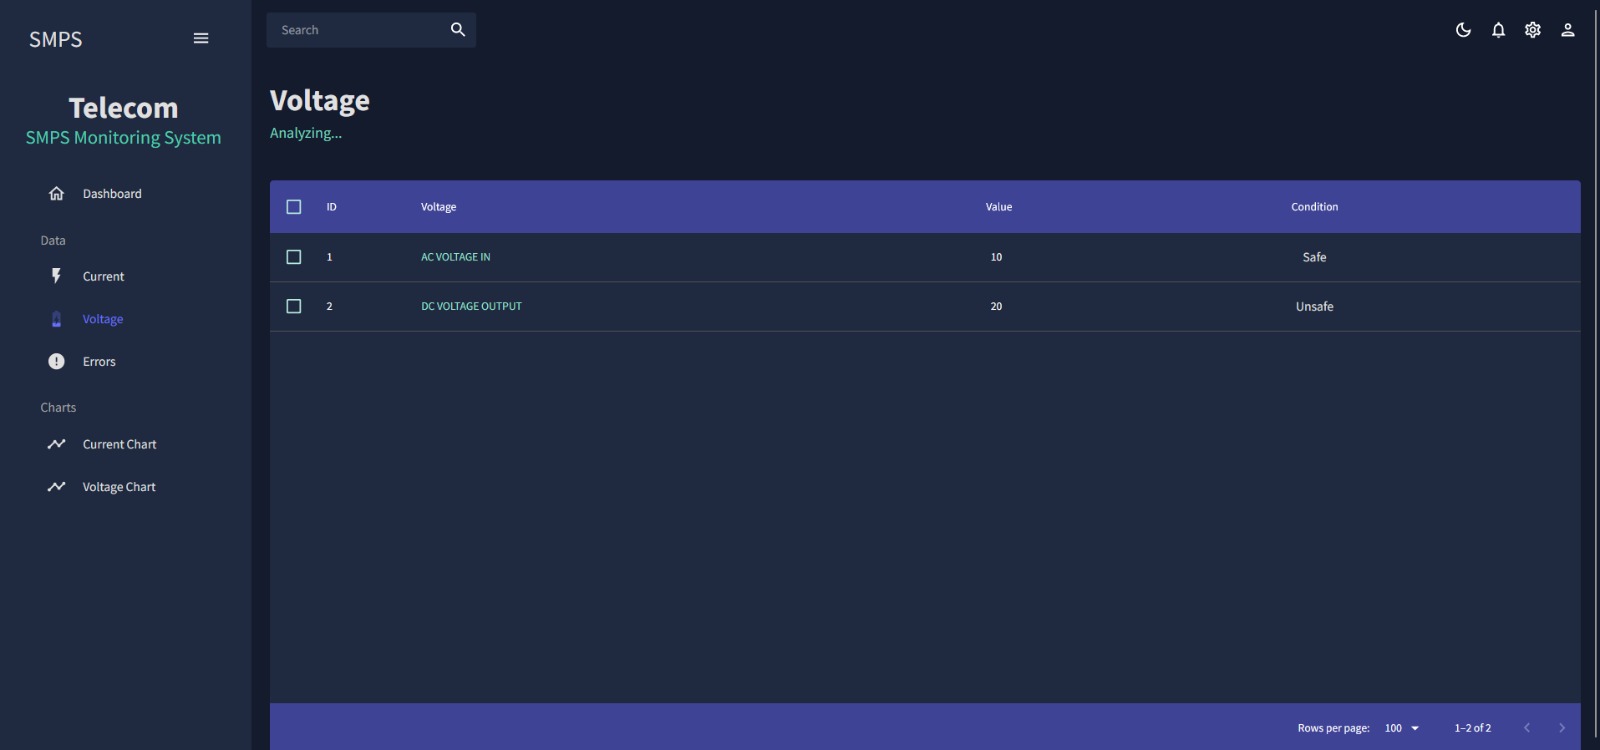 SMPS
Telecom
SMPS Monitoring System
Dashboard
Data
Current
Voltage
Errors
Charts
Current Chart
Voltage Chart
Search
Voltage
Analyzing...
ID Voltage Value Condition
1 AC VOLTAGE IN 10 Safe
2 DC VOLTAGE OUTPUT 20 Unsafe
Rows per page: 100 1–2 of 2